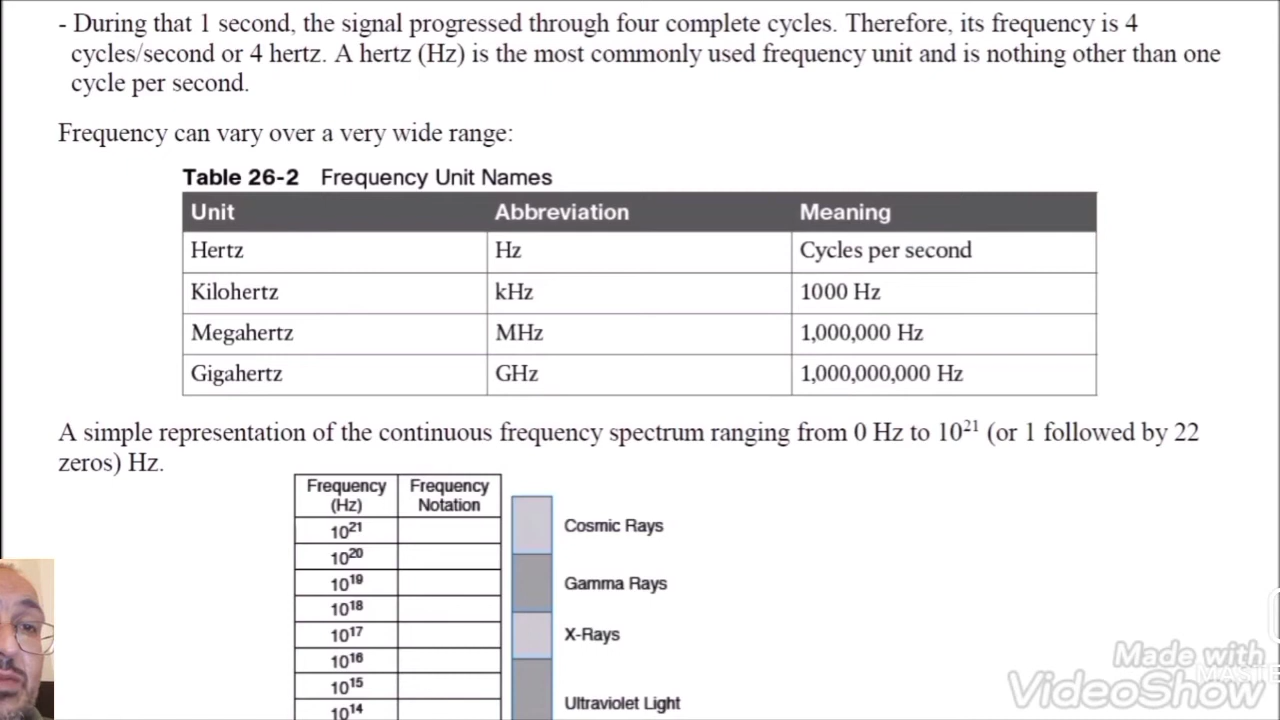 - During that 1 second, the signal progressed through four complete cycles. Therefore, its frequency is 4
cycles/second or 4 hertz. A hertz (Hz) is the most commonly used frequency unit and is nothing other than one
cycle per second.
Frequency can vary over a very wide range:
Table 26-2 Frequency Unit Names
Unit Abbreviation Meaning
Hertz Hz Cycles per second
Kilohertz kHz 1000 Hz
Megahertz MHz 1,000,000 Hz
Gigahertz GHz 1,000,000,000 Hz
A simple representation of the continuous frequency spectrum ranging from 0 Hz to 10²¹ (or 1 followed by 22
zeros) Hz.
Frequency Frequency
(Hz) Notation
10²¹
Cosmic Rays
10²⁰
10¹⁹
Gamma Rays
10¹⁸
10¹⁷
X-Rays
10¹⁶
10¹⁵
Ultraviolet Light
10¹⁴
Made with
VideoShow